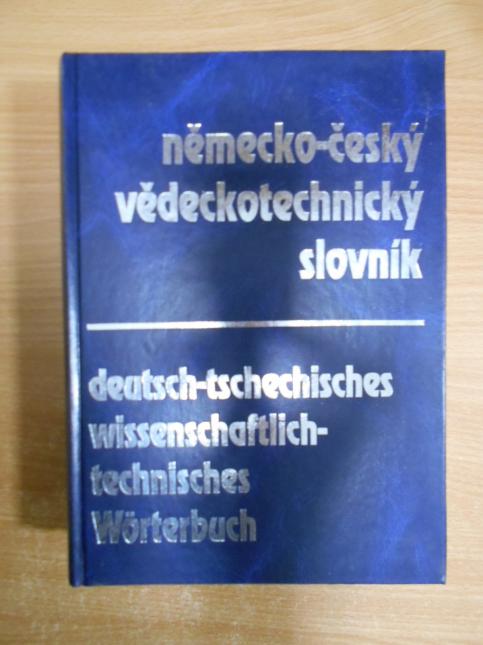 německo-český
vědeckotechnický
slovník
deutsch-tschechisches
wissenschaftlich-
technisches
Wörterbuch